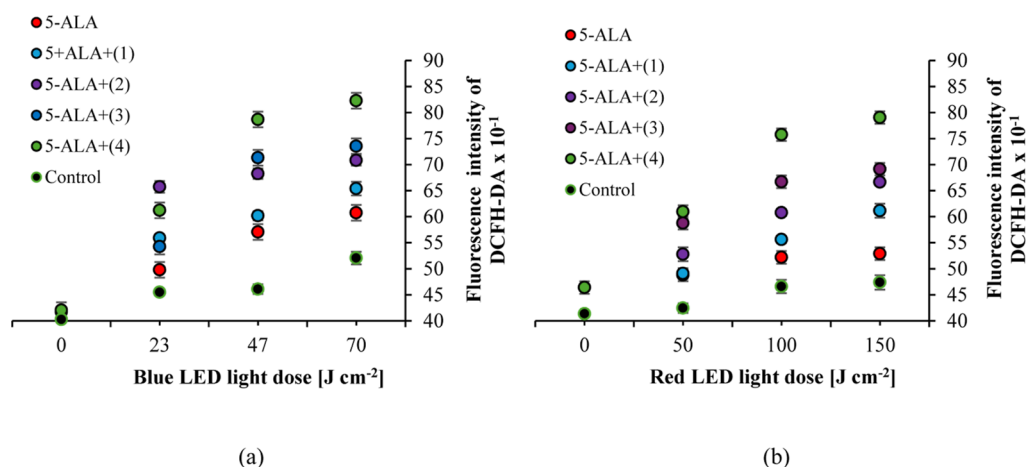 5-ALA
5+ALA+(1)
5-ALA+(2)
5-ALA+(3)
5-ALA+(4)
Control
90
85
80
75
70
65
60
55
50
45
40
Fluorescence intensity of
DCFH-DA x 10-1
0 23 47 70
Blue LED light dose [J cm-2]
(a)
5-ALA
5-ALA+(1)
5-ALA+(2)
5-ALA+(3)
5-ALA+(4)
Control
90
85
80
75
70
65
60
55
50
45
40
Fluorescence intensity of
DCFH-DA x 10-1
0 50 100 150
Red LED light dose [J cm-2]
(b)